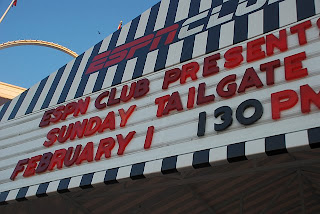 ESPN CLUB
ESPN CLUB PRESENTS
SUNDAY TAILGATE
FEBRUARY 1 130 PM